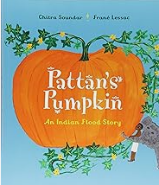 Chitra Soundar • Frané Lessac
Pattan's
Pumpkin
An Indian Flood Story